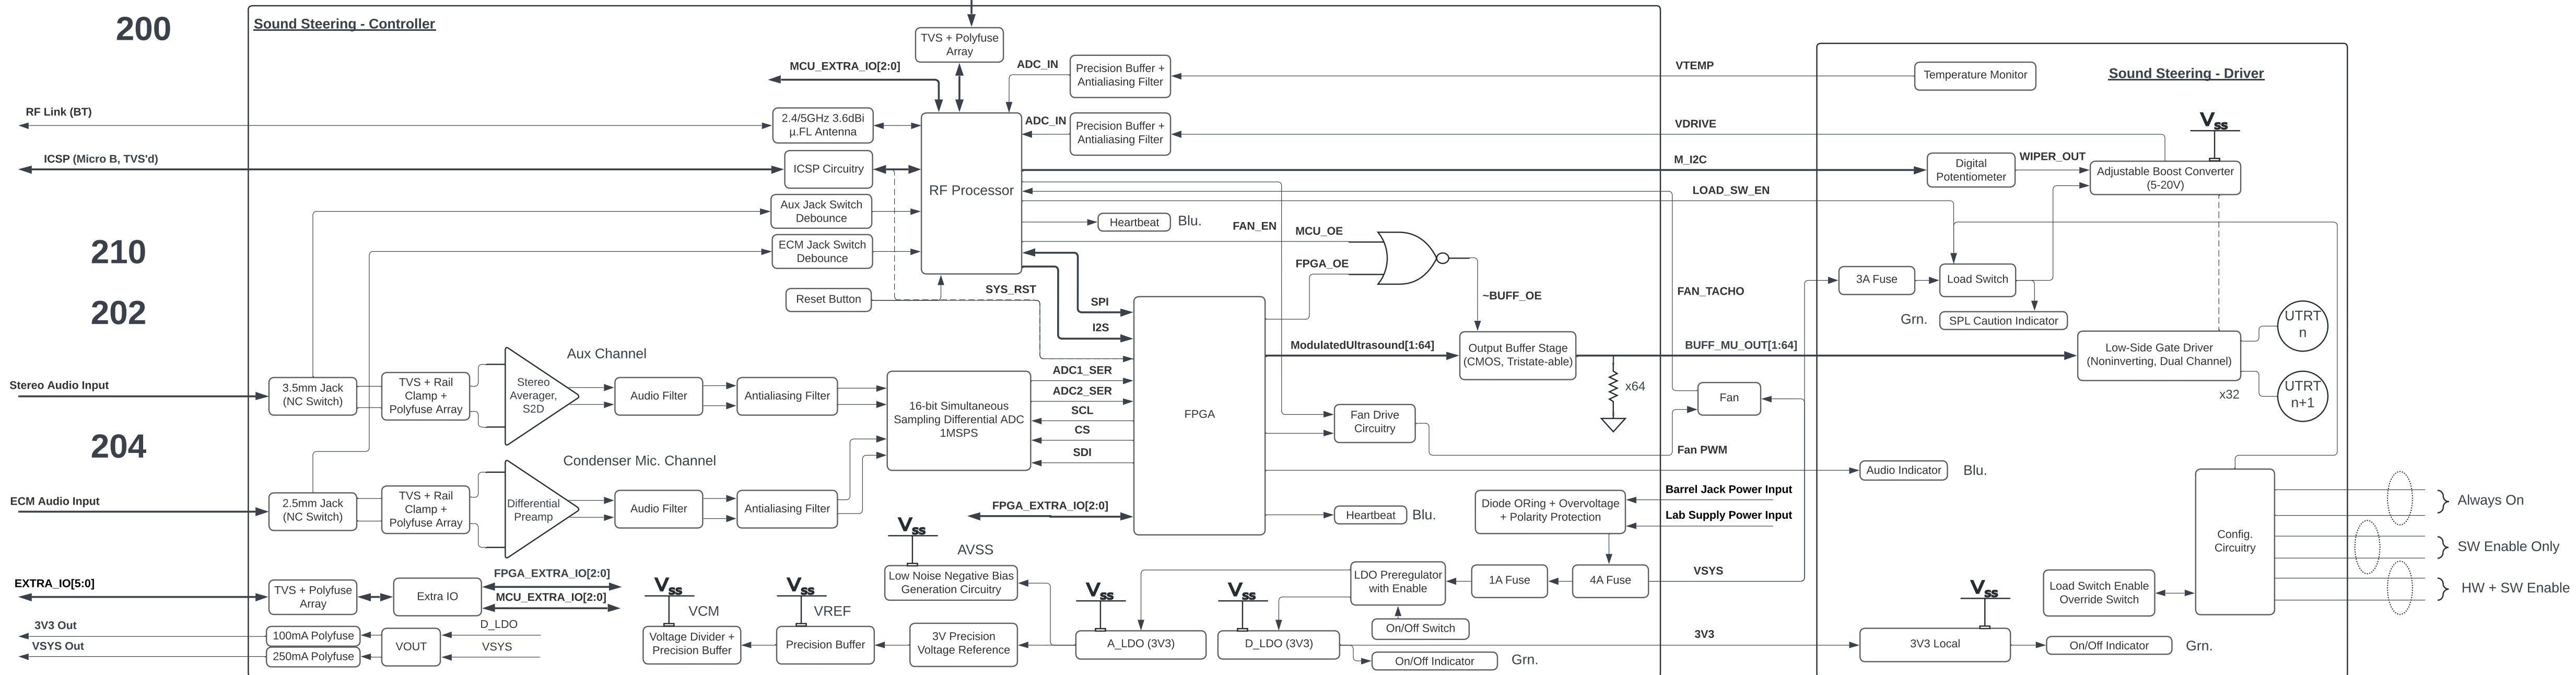 200
Sound Steering - Controller
TVS + Polyfuse
Array
MCU_EXTRA_IO[2:0]
ADC_IN
Precision Buffer +
Antialiasing Filter
VTEMP
Temperature Monitor
Sound Steering - Driver
RF Link (BT)
2.4/5GHz 3.6dBi
µ.FL Antenna
ADC_IN
Precision Buffer +
Antialiasing Filter
VDRIVE
Vss
ICSP (Micro B, TVS'd)
ICSP Circuitry
RF Processor
M_I2C
Digital
Potentiometer
WIPER_OUT
Adjustable Boost Converter
(5-20V)
LOAD_SW_EN
Aux Jack Switch
Debounce
Heartbeat
Blu.
FAN_EN
MCU_OE
210
ECM Jack Switch
Debounce
FPGA_OE
3A Fuse
Load Switch
Reset Button
SYS_RST
SPI
~BUFF_OE
FAN_TACHO
202
I2S
Grn.
SPL Caution Indicator
UTRT
n
Aux Channel
ModulatedUltrasound[1:64]
Output Buffer Stage
(CMOS, Tristate-able)
BUFF_MU_OUT[1:64]
Low-Side Gate Driver
(Noninverting, Dual Channel)
Stereo Audio Input
3.5mm Jack
(NC Switch)
TVS + Rail
Clamp +
Polyfuse Array
Stereo
Averager,
S2D
Audio Filter
Antialiasing Filter
16-bit Simultaneous
Sampling Differential ADC
1MSPS
ADC1_SER
ADC2_SER
SCL
CS
SDI
FPGA
Fan Drive
Circuitry
x64
Fan
x32
UTRT
n+1
204
Condenser Mic. Channel
Fan PWM
Audio Indicator
Blu.
ECM Audio Input
2.5mm Jack
(NC Switch)
TVS + Rail
Clamp +
Polyfuse Array
Differential
Preamp
Audio Filter
Antialiasing Filter
FPGA_EXTRA_IO[2:0]
Heartbeat
Blu.
Diode ORing + Overvoltage
+ Polarity Protection
Barrel Jack Power Input
Lab Supply Power Input
Config.
Circuitry
Always On
SW Enable Only
HW + SW Enable
Vss
AVSS
Low Noise Negative Bias
Generation Circuitry
EXTRA_IO[5:0]
TVS + Polyfuse
Array
Extra IO
FPGA_EXTRA_IO[2:0]
MCU_EXTRA_IO[2:0]
Vss
VCM
Vss
VREF
Vss
Vss
LDO Preregulator
with Enable
1A Fuse
4A Fuse
VSYS
Vss
Load Switch Enable
Override Switch
3V3 Out
100mA Polyfuse
VSYS Out
250mA Polyfuse
VOUT
D_LDO
VSYS
Voltage Divider +
Precision Buffer
Precision Buffer
3V Precision
Voltage Reference
A_LDO (3V3)
D_LDO (3V3)
On/Off Switch
On/Off Indicator
Grn.
3V3
3V3 Local
On/Off Indicator
Grn.